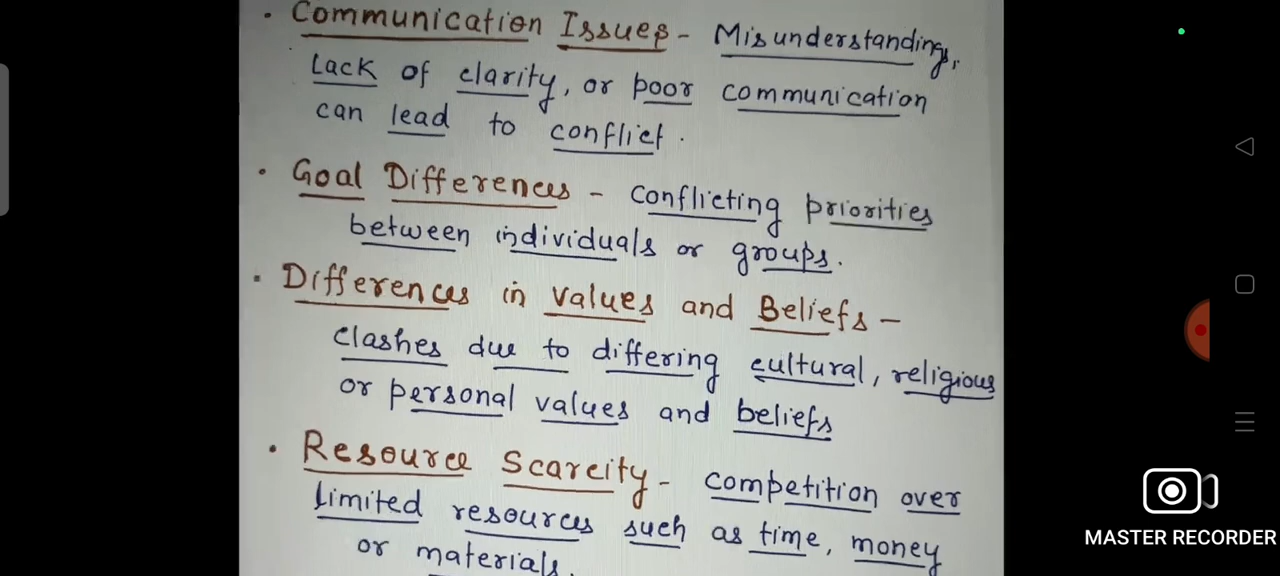 · Communication Issues - Misunderstanding,
Lack of clarity, or poor communication
can lead to conflict.
· Goal Differences - Conflicting priorities
between individuals or groups.
· Differences in values and Beliefs -
clashes due to differing cultural, religious
or personal values and beliefs
· Resource Scarcity - competition over
limited resources such as time, money
or materials.
MASTER RECORDER